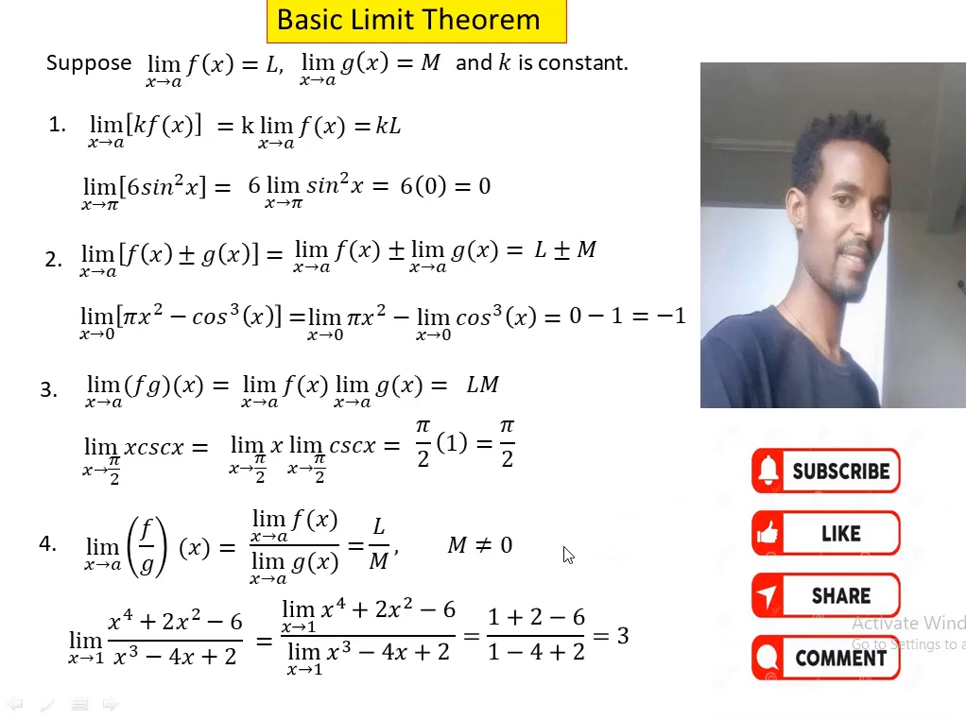 Basic Limit Theorem
Suppose lim_{x→a} f(x) = L, lim_{x→a} g(x) = M and k is constant.
1. lim_{x→a}[kf(x)] = k lim_{x→a} f(x) = kL
lim_{x→π}[6sin²x] = 6 lim_{x→π} sin²x = 6(0) = 0
2. lim_{x→a}[f(x) ± g(x)] = lim_{x→a} f(x) ± lim_{x→a} g(x) = L ± M
lim_{x→0}[πx² − cos³(x)] = lim_{x→0} πx² − lim_{x→0} cos³(x) = 0 − 1 = −1
3. lim_{x→a}(fg)(x) = lim_{x→a} f(x) lim_{x→a} g(x) = LM
lim_{x→π/2} xcscx = lim_{x→π/2} x lim_{x→π/2} cscx = π/2 (1) = π/2
4. lim_{x→a} (f/g) (x) = (lim_{x→a} f(x))/(lim_{x→a} g(x)) = L/M, M ≠ 0
lim_{x→1} (x⁴ + 2x² − 6)/(x³ − 4x + 2) = (lim_{x→1} x⁴ + 2x² − 6)/(lim_{x→1} x³ − 4x + 2) = (1 + 2 − 6)/(1 − 4 + 2) = 3
SUBSCRIBE
LIKE
SHARE
Activate Wind
Go to Settings to a
COMMENT